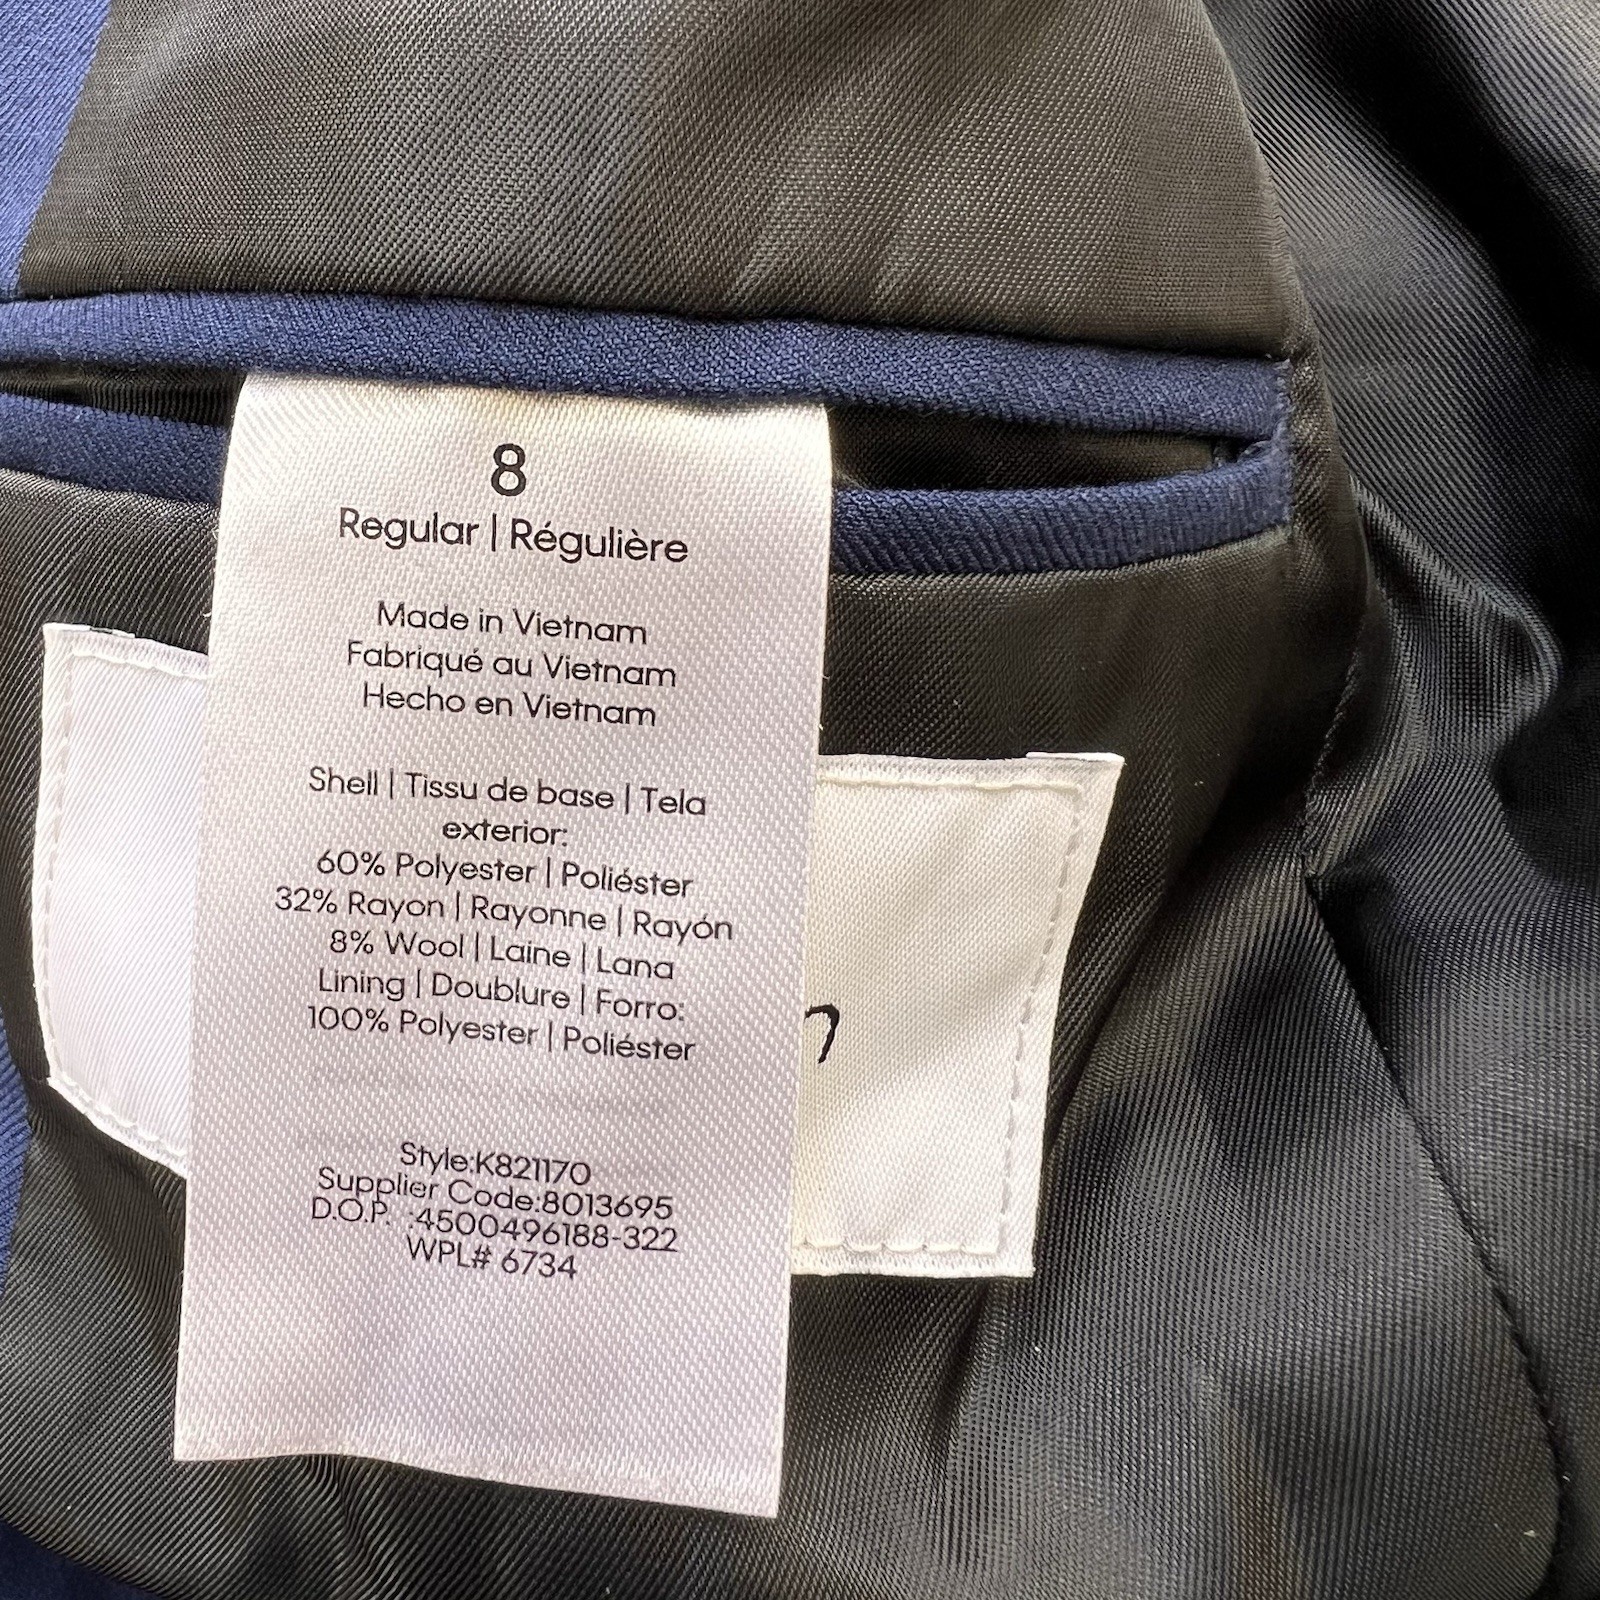 8
Regular | Régulière
Made in Vietnam
Fabriqué au Vietnam
Hecho en Vietnam
Shell | Tissu de base | Tela
exterior:
60% Polyester | Poliéster
32% Rayon | Rayonne | Rayón
8% Wool | Laine | Lana
Lining | Doublure | Forro:
100% Polyester | Poliéster
Style:K821170
Supplier Code:8013695
D.O.P. :4500496188-322
WPL# 6734